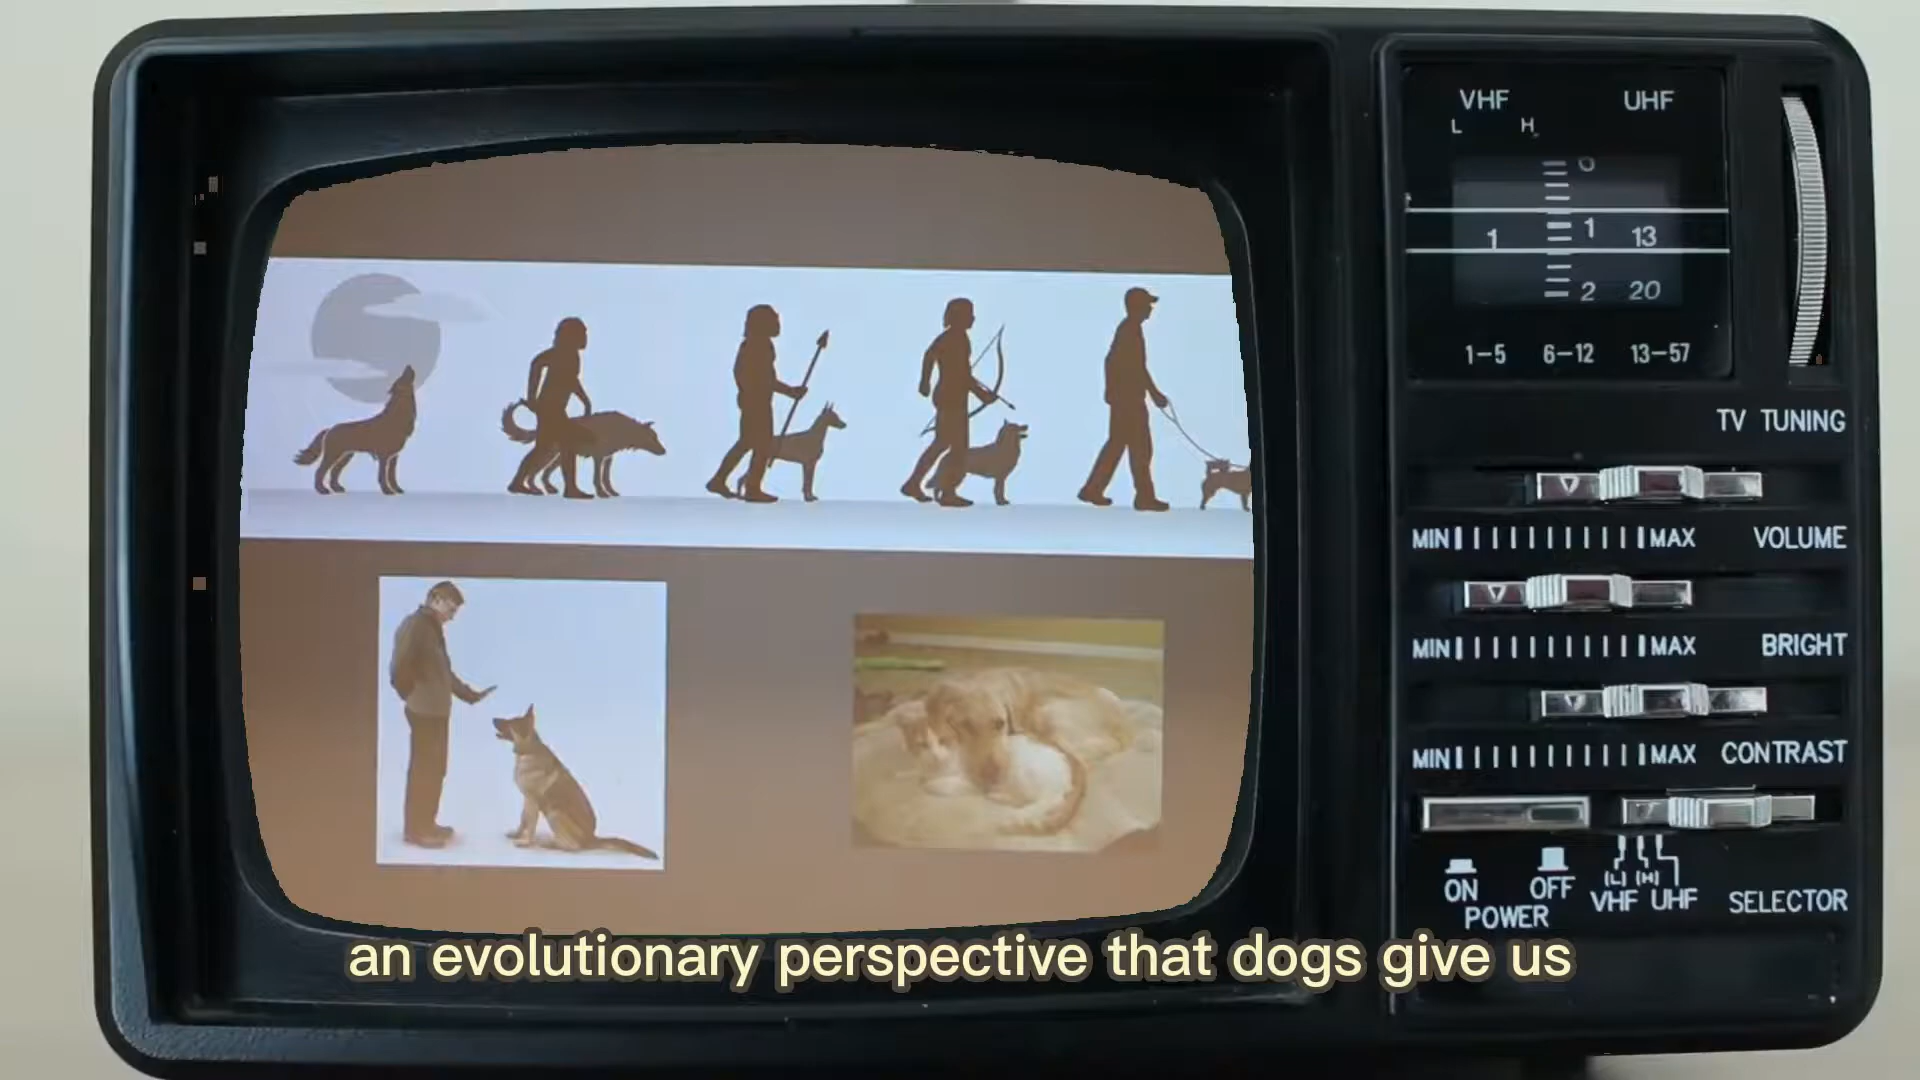 VHF UHF
L H
0
1 1 13
2 20
1-5 6-12 13-57
TV TUNING
MIN MAX VOLUME
MIN MAX BRIGHT
MIN MAX CONTRAST
ON OFF (L) (H)
POWER VHF UHF SELECTOR
an evolutionary perspective that dogs give us